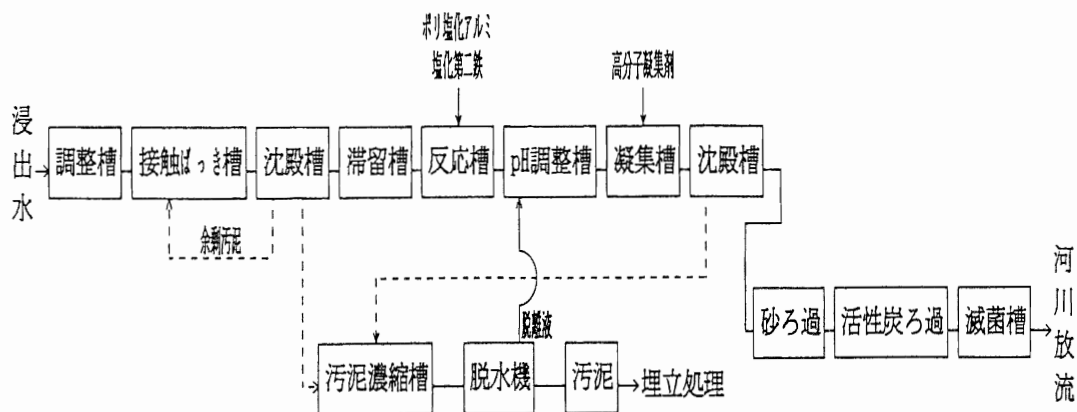 ポリ塩化アルミ
塩化第二鉄
高分子凝集剤
浸出水
調整槽
接触ばっき槽
沈殿槽
滞留槽
反応槽
pH調整槽
凝集槽
沈殿槽
余剰汚泥
脱離液
砂ろ過
活性炭ろ過
滅菌槽
河川放流
汚泥濃縮槽
脱水機
汚泥
埋立処理